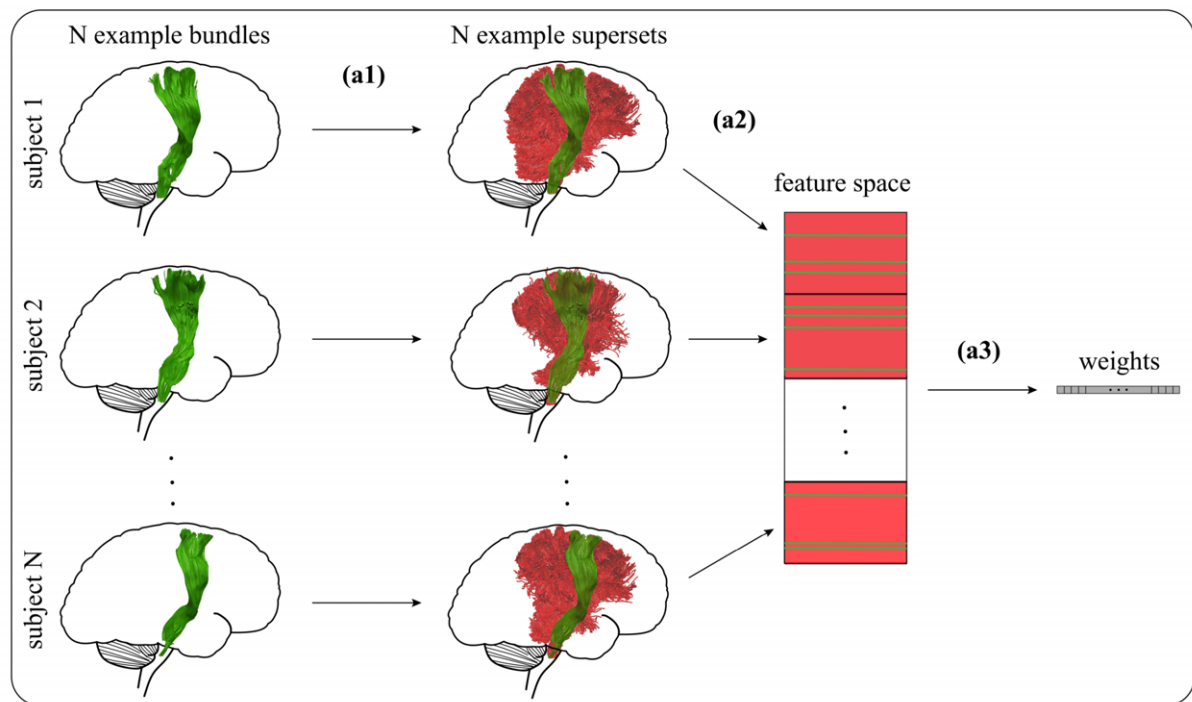 N example bundles
N example supersets
(a1)
(a2)
subject 1
feature space
subject 2
(a3)
weights
subject N